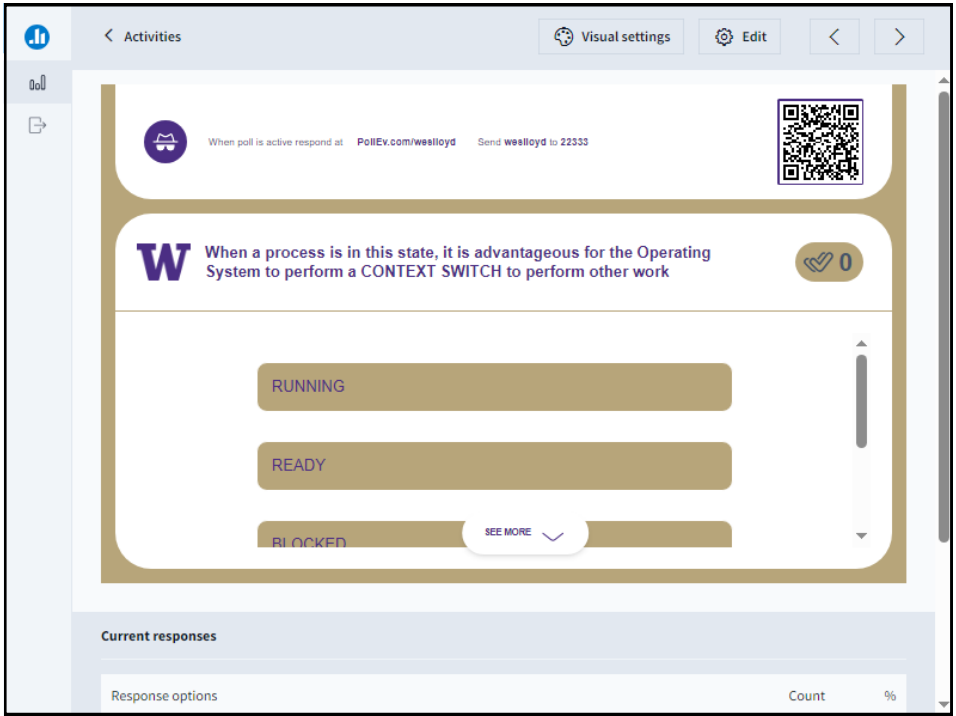 Activities
Visual settings
Edit
When poll is active respond at PollEv.com/weslloyd Send weslloyd to 22333
W
When a process is in this state, it is advantageous for the Operating
System to perform a CONTEXT SWITCH to perform other work
0
RUNNING
READY
BLOCKED
SEE MORE
Current responses
Response options Count %